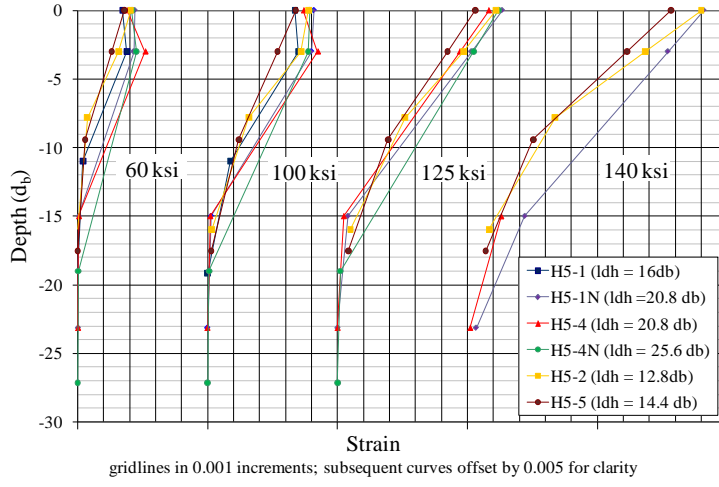 0
-5
-10
-15
-20
-25
-30
Depth (d_b)
60 ksi
100 ksi
125 ksi
140 ksi
H5-1 (ldh = 16db)
H5-1N (ldh =20.8 db)
H5-4 (ldh = 20.8 db)
H5-4N (ldh = 25.6 db)
H5-2 (ldh = 12.8db)
H5-5 (ldh = 14.4 db)
Strain
gridlines in 0.001 increments; subsequent curves offset by 0.005 for clarity